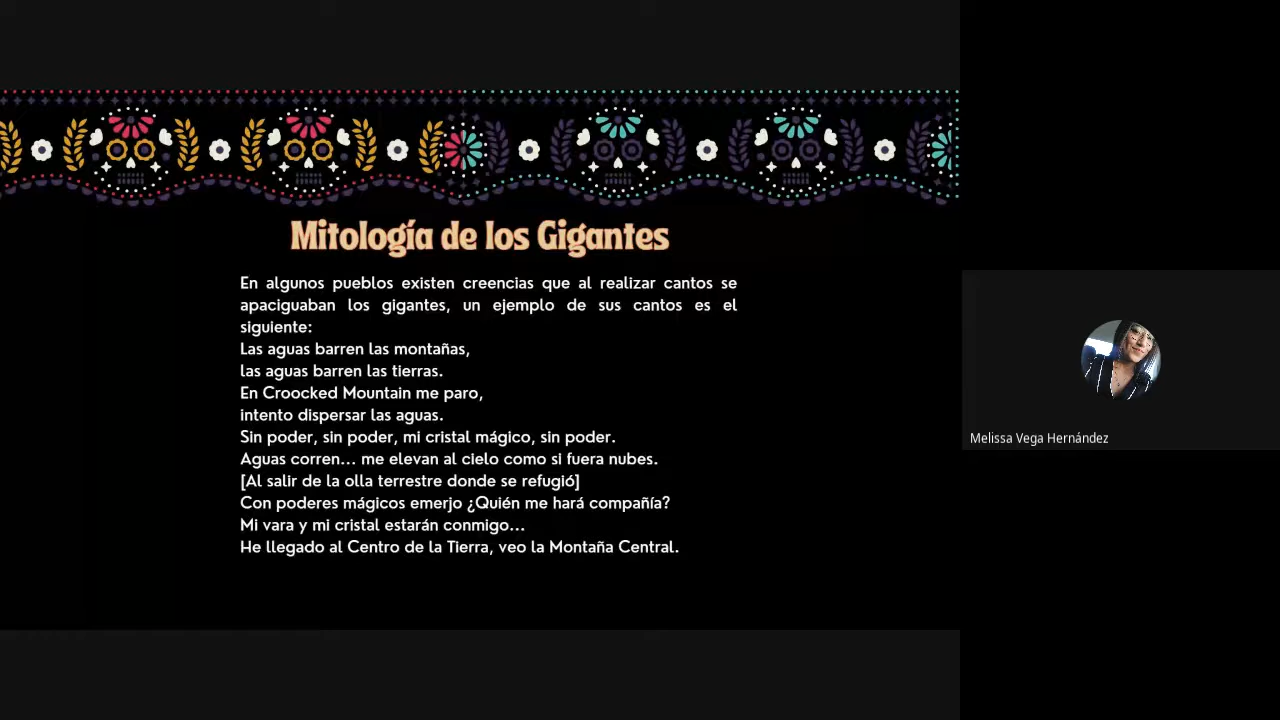 Mitología de los Gigantes
En algunos pueblos existen creencias que al realizar cantos se
apaciguaban los gigantes, un ejemplo de sus cantos es el
siguiente:
Las aguas barren las montañas,
las aguas barren las tierras.
En Croocked Mountain me paro,
intento dispersar las aguas.
Sin poder, sin poder, mi cristal mágico, sin poder.
Aguas corren... me elevan al cielo como si fuera nubes.
[Al salir de la olla terrestre donde se refugió]
Con poderes mágicos emerjo ¿Quién me hará compañía?
Mi vara y mi cristal estarán conmigo...
He llegado al Centro de la Tierra, veo la Montaña Central.
Melissa Vega Hernández